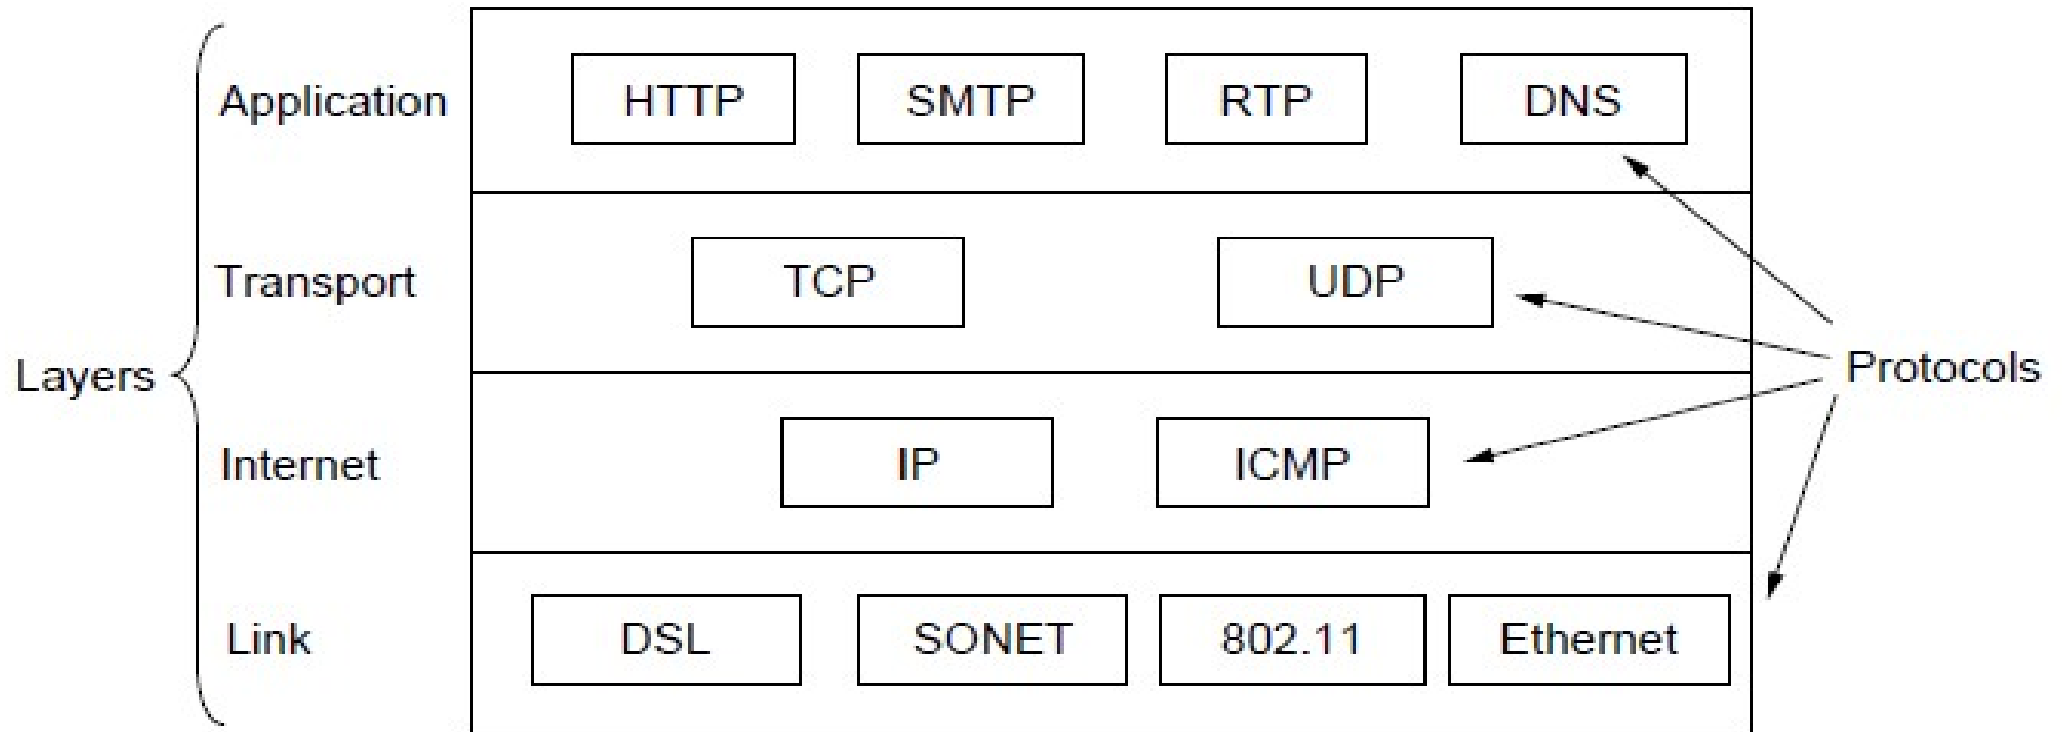 Application HTTP SMTP RTP DNS
Transport TCP UDP
Layers Protocols
Internet IP ICMP
Link DSL SONET 802.11 Ethernet